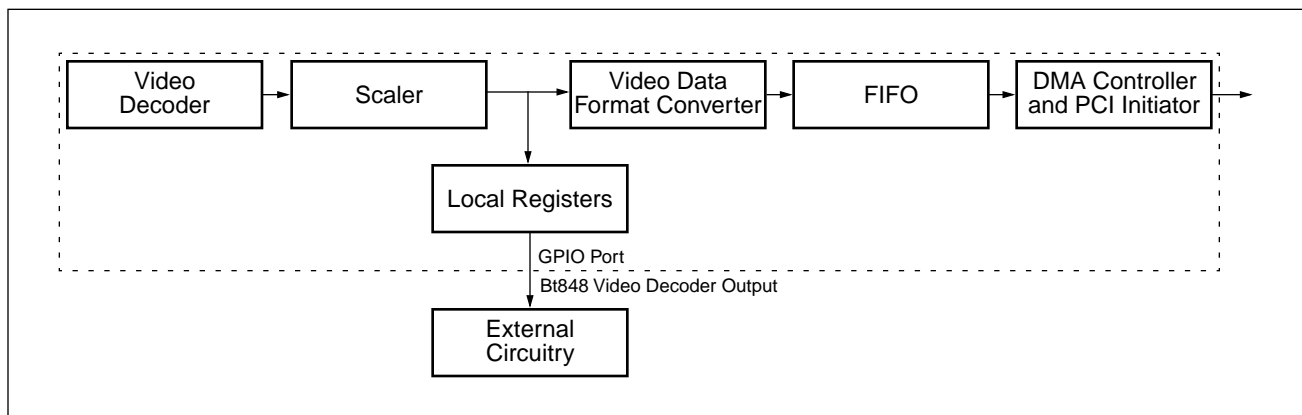 Video
Decoder
Scaler
Video Data
Format Converter
FIFO
DMA Controller
and PCI Initiator
Local Registers
GPIO Port
Bt848 Video Decoder Output
External
Circuitry